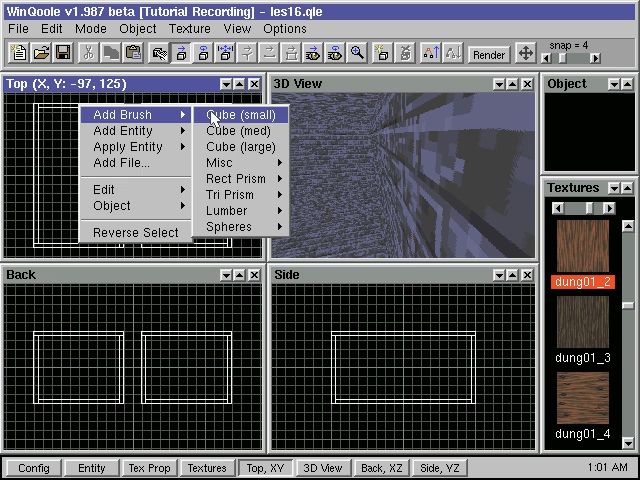 WinQoole v1.987 beta [Tutorial Recording] - les16.qle
File Edit Mode Object Texture View Options
Render
snap = 4
Top (X, Y: -97, 125)
3D View
Object
Add Brush
Add Entity
Apply Entity
Add File...
Edit
Object
Reverse Select
Cube (small)
Cube (med)
Cube (large)
Misc
Rect Prism
Tri Prism
Lumber
Spheres
Textures
dung01_2
dung01_3
dung01_4
Back
Side
Config Entity Tex Prop Textures Top, XY 3D View Back, XZ Side, YZ 1:01 AM